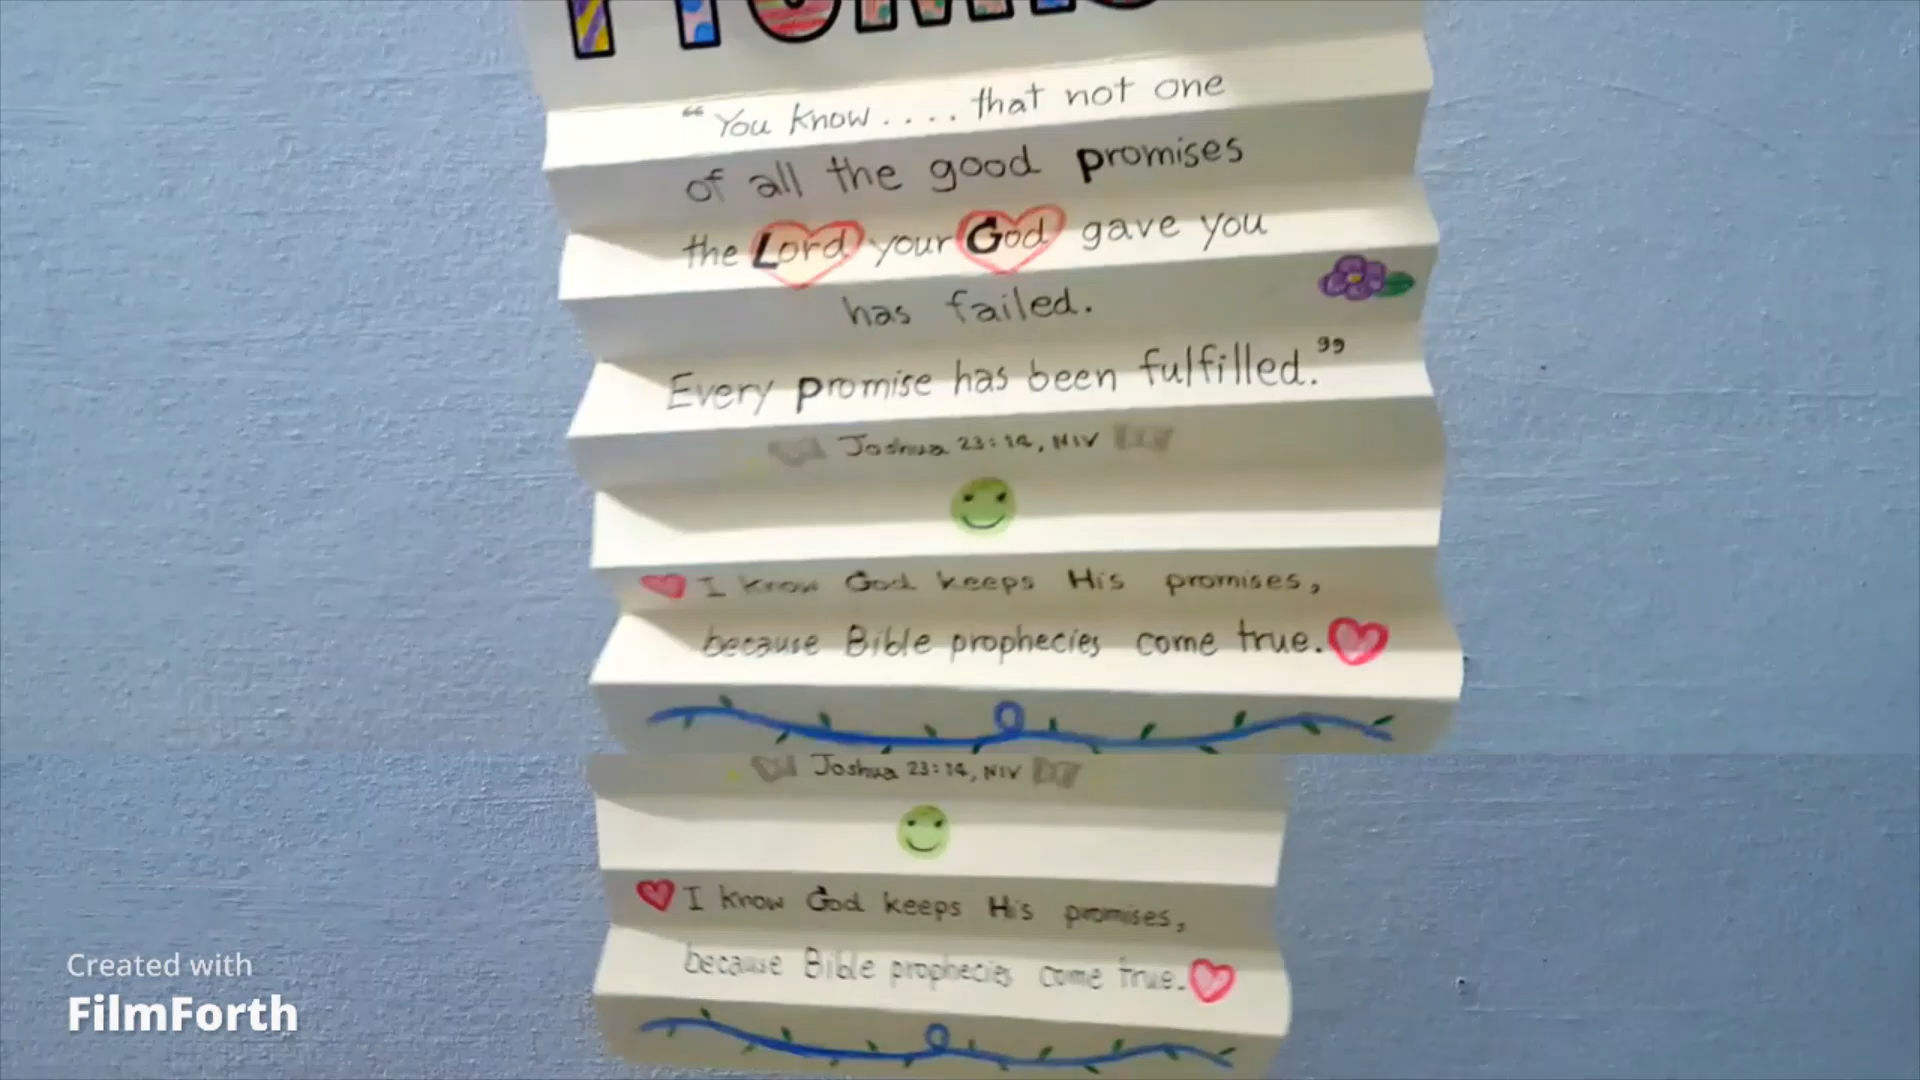 “You know.... that not one
of all the good promises
the Lord your God gave you
has failed.
Every promise has been fulfilled.”
Joshua 23:14, NIV
I know God keeps His promises,
because Bible prophecies come true.
Joshua 23:14, NIV
I know God keeps His promises,
because Bible prophecies come true.
Created with
FilmForth